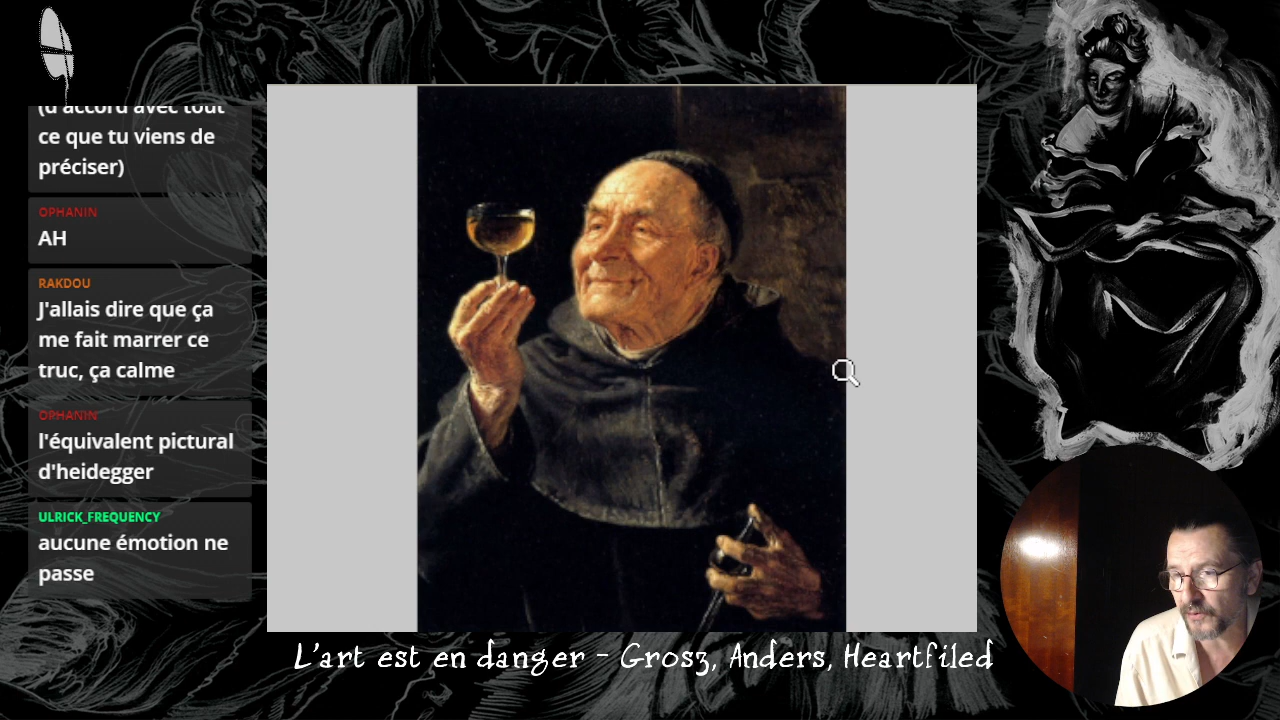 (d'accord avec tout
ce que tu viens de
préciser)
OPHANIN
AH
RAKDOU
J'allais dire que ça
me fait marrer ce
truc, ça calme
OPHANIN
l'équivalent pictural
d'heidegger
ULRICK_FREQUENCY
aucune émotion ne
passe
L'art est en danger - Grosz, Anders, Heartfiled